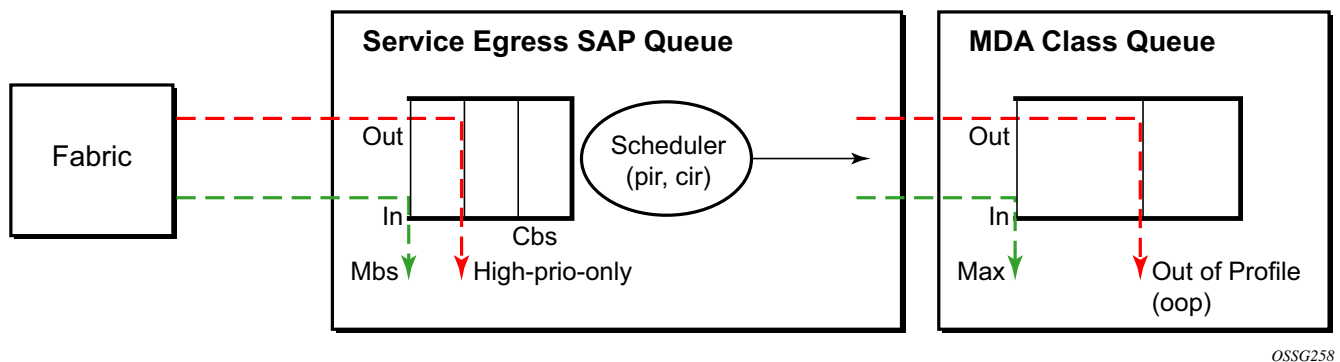 Service Egress SAP Queue
MDA Class Queue
Fabric
Out
In
Cbs
Mbs
High-prio-only
Scheduler
(pir, cir)
Out
In
Max
Out of Profile
(oop)
OSSG258